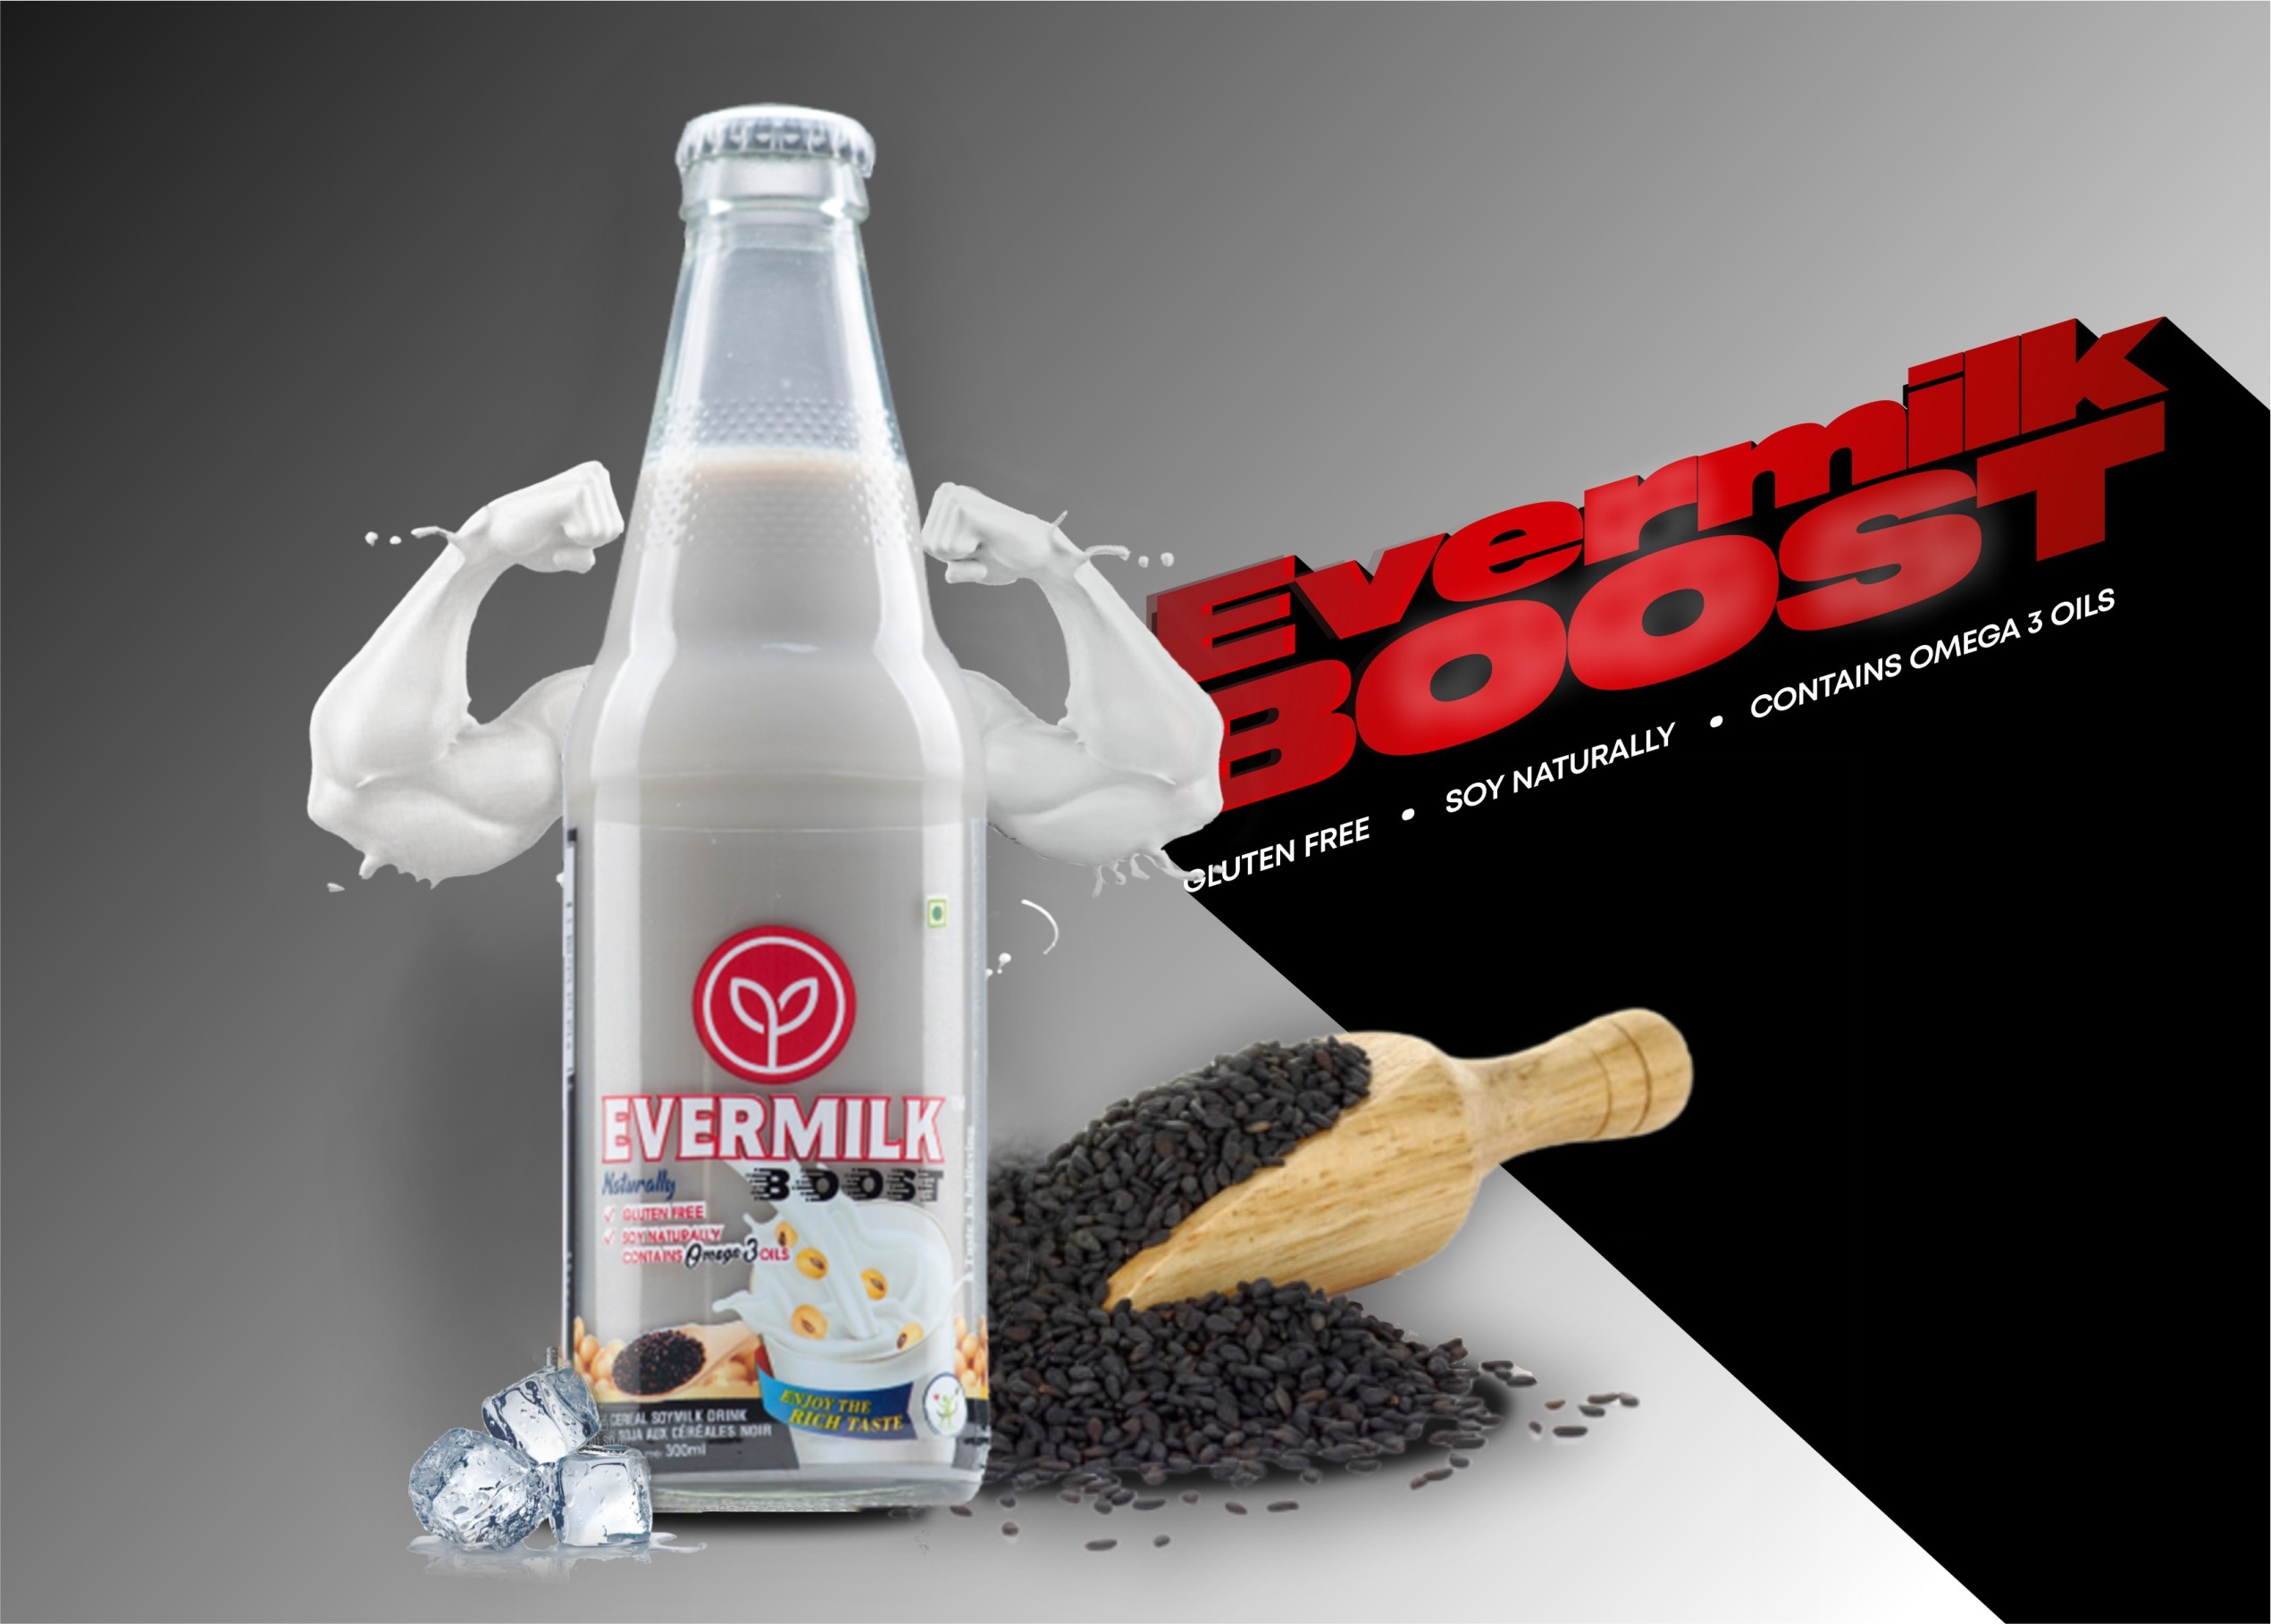 Evermilk
BOOST
GLUTEN FREE • SOY NATURALLY • CONTAINS OMEGA 3 OILS
EVERMILK
Naturally BOOST
✓ GLUTEN FREE
✓ SOY NATURALLY
CONTAINS Omega 3 OILS
ENJOY THE
RICH TASTE
CEREAL SOYMILK DRINK
SOJA AUX CÉRÉALES NOIR
300ml